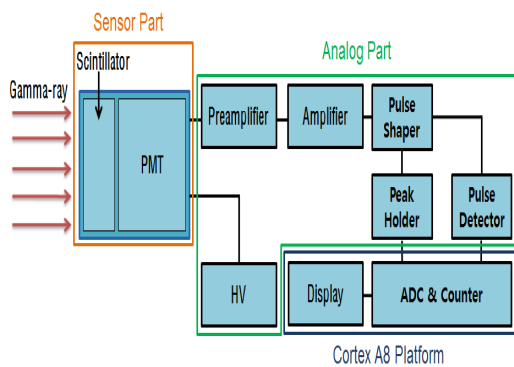 Sensor Part
Analog Part
Scintillator
Gamma-ray
PMT
Preamplifier
Amplifier
Pulse
Shaper
Peak
Holder
Pulse
Detector
HV
Display
ADC & Counter
Cortex A8 Platform